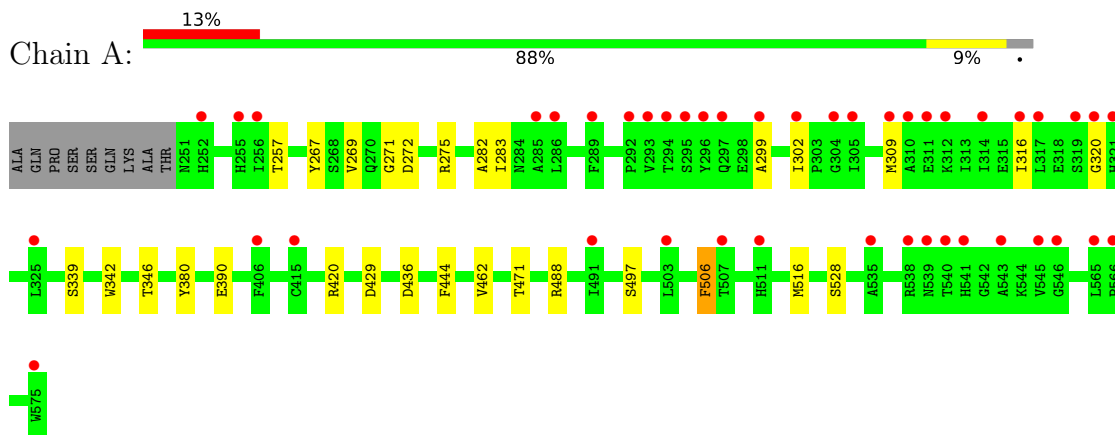 13%
Chain A:
88% 9% •
ALA GLN PRO SER SER GLN LYS ALA THR N251 H252 H255 I256 T257 Y267 S268 V269 Q270 G271 D272 R275 A282 I283 N284 A285 L286 F289 P292 V293 T294 S295 Y296 Q297 E298 A299 I302 P303 G304 I305 M309 A310 E311 K312 I313 I314 E315 I316 L317 E318 S319 G320 H321
L325 S339 W342 T346 Y380 E390 F406 C415 R420 D429 D436 F444 V462 T471 R488 I491 S497 L503 F506 T507 H511 M516 S528 A535 R538 N539 T540 H541 G542 A543 K544 V545 G546 L565 P566
W575